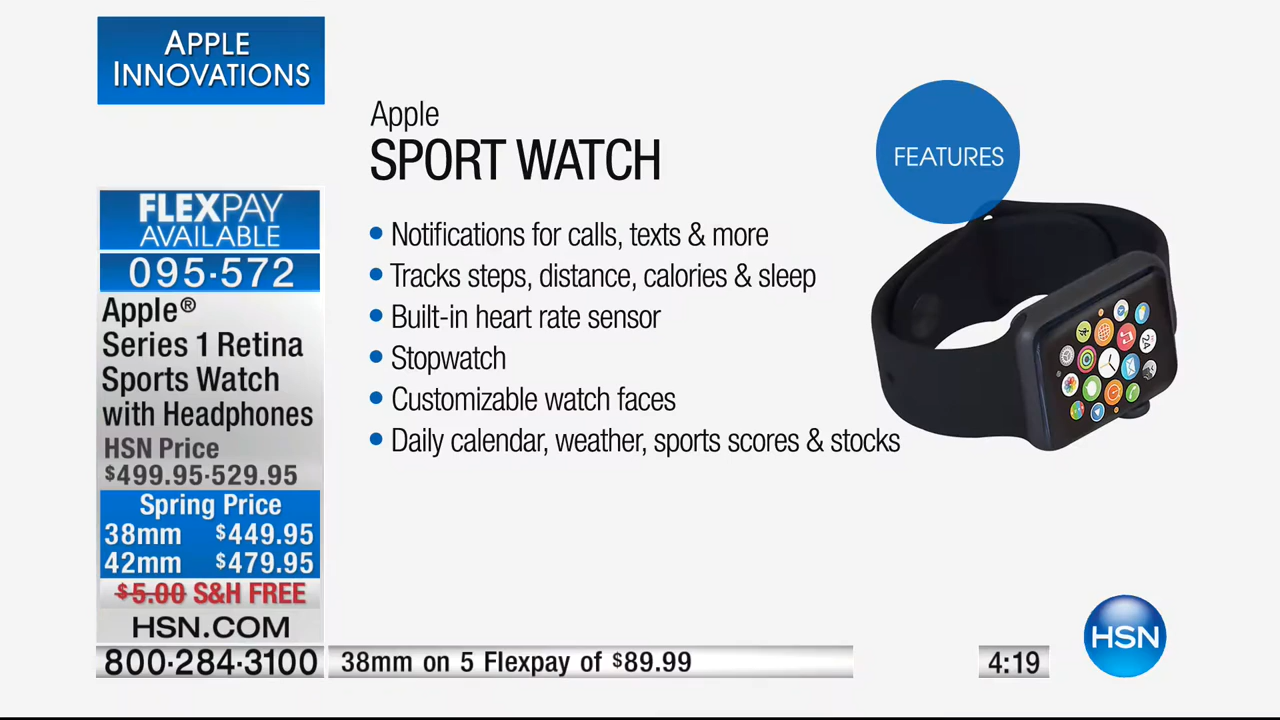 APPLE
INNOVATIONS
Apple
SPORT WATCH
FEATURES
• Notifications for calls, texts & more
• Tracks steps, distance, calories & sleep
• Built-in heart rate sensor
• Stopwatch
• Customizable watch faces
• Daily calendar, weather, sports scores & stocks
FLEXPAY
AVAILABLE
095·572
Apple®
Series 1 Retina
Sports Watch
with Headphones
HSN Price
$499.95-529.95
Spring Price
38mm $449.95
42mm $479.95
$5.00 S&H FREE
HSN.COM
800·284·3100
38mm on 5 Flexpay of $89.99
4:19
HSN
24